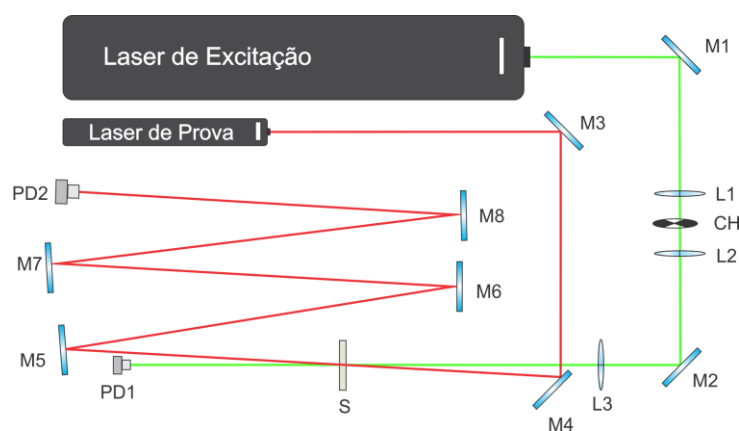 Laser de Excitação
M1
Laser de Prova
M3
PD2
M8
L1
CH
L2
M7
M6
M5
PD1
S
M4
L3
M2